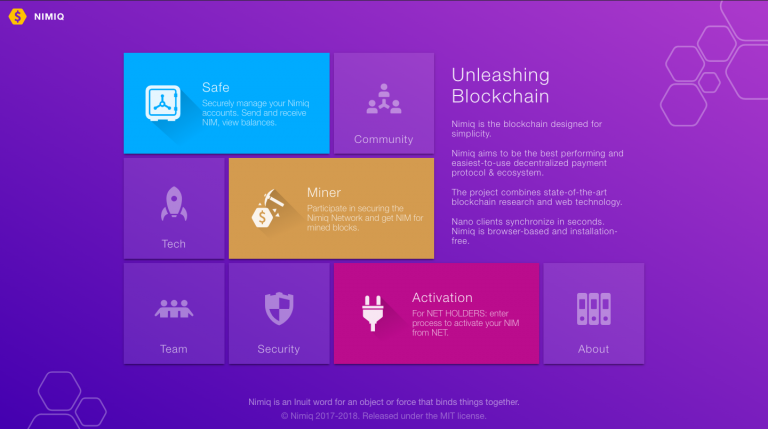 NIMIQ
Safe
Securely manage your Nimiq
accounts. Send and receive
NIM, view balances.
Community
Unleashing
Blockchain
Nimiq is the blockchain designed for
simplicity.
Nimiq aims to be the best performing and
easiest-to-use decentralized payment
protocol & ecosystem.
The project combines state-of-the-art
blockchain research and web technology.
Nano clients synchronize in seconds.
Nimiq is browser-based and installation-
free.
Tech
Miner
Participate in securing the
Nimiq Network and get NIM for
mined blocks.
Team
Security
Activation
For NET HOLDERS: enter
process to activate your NIM
from NET.
About
Nimiq is an Inuit word for an object or force that binds things together.
© Nimiq 2017-2018. Released under the MIT license.